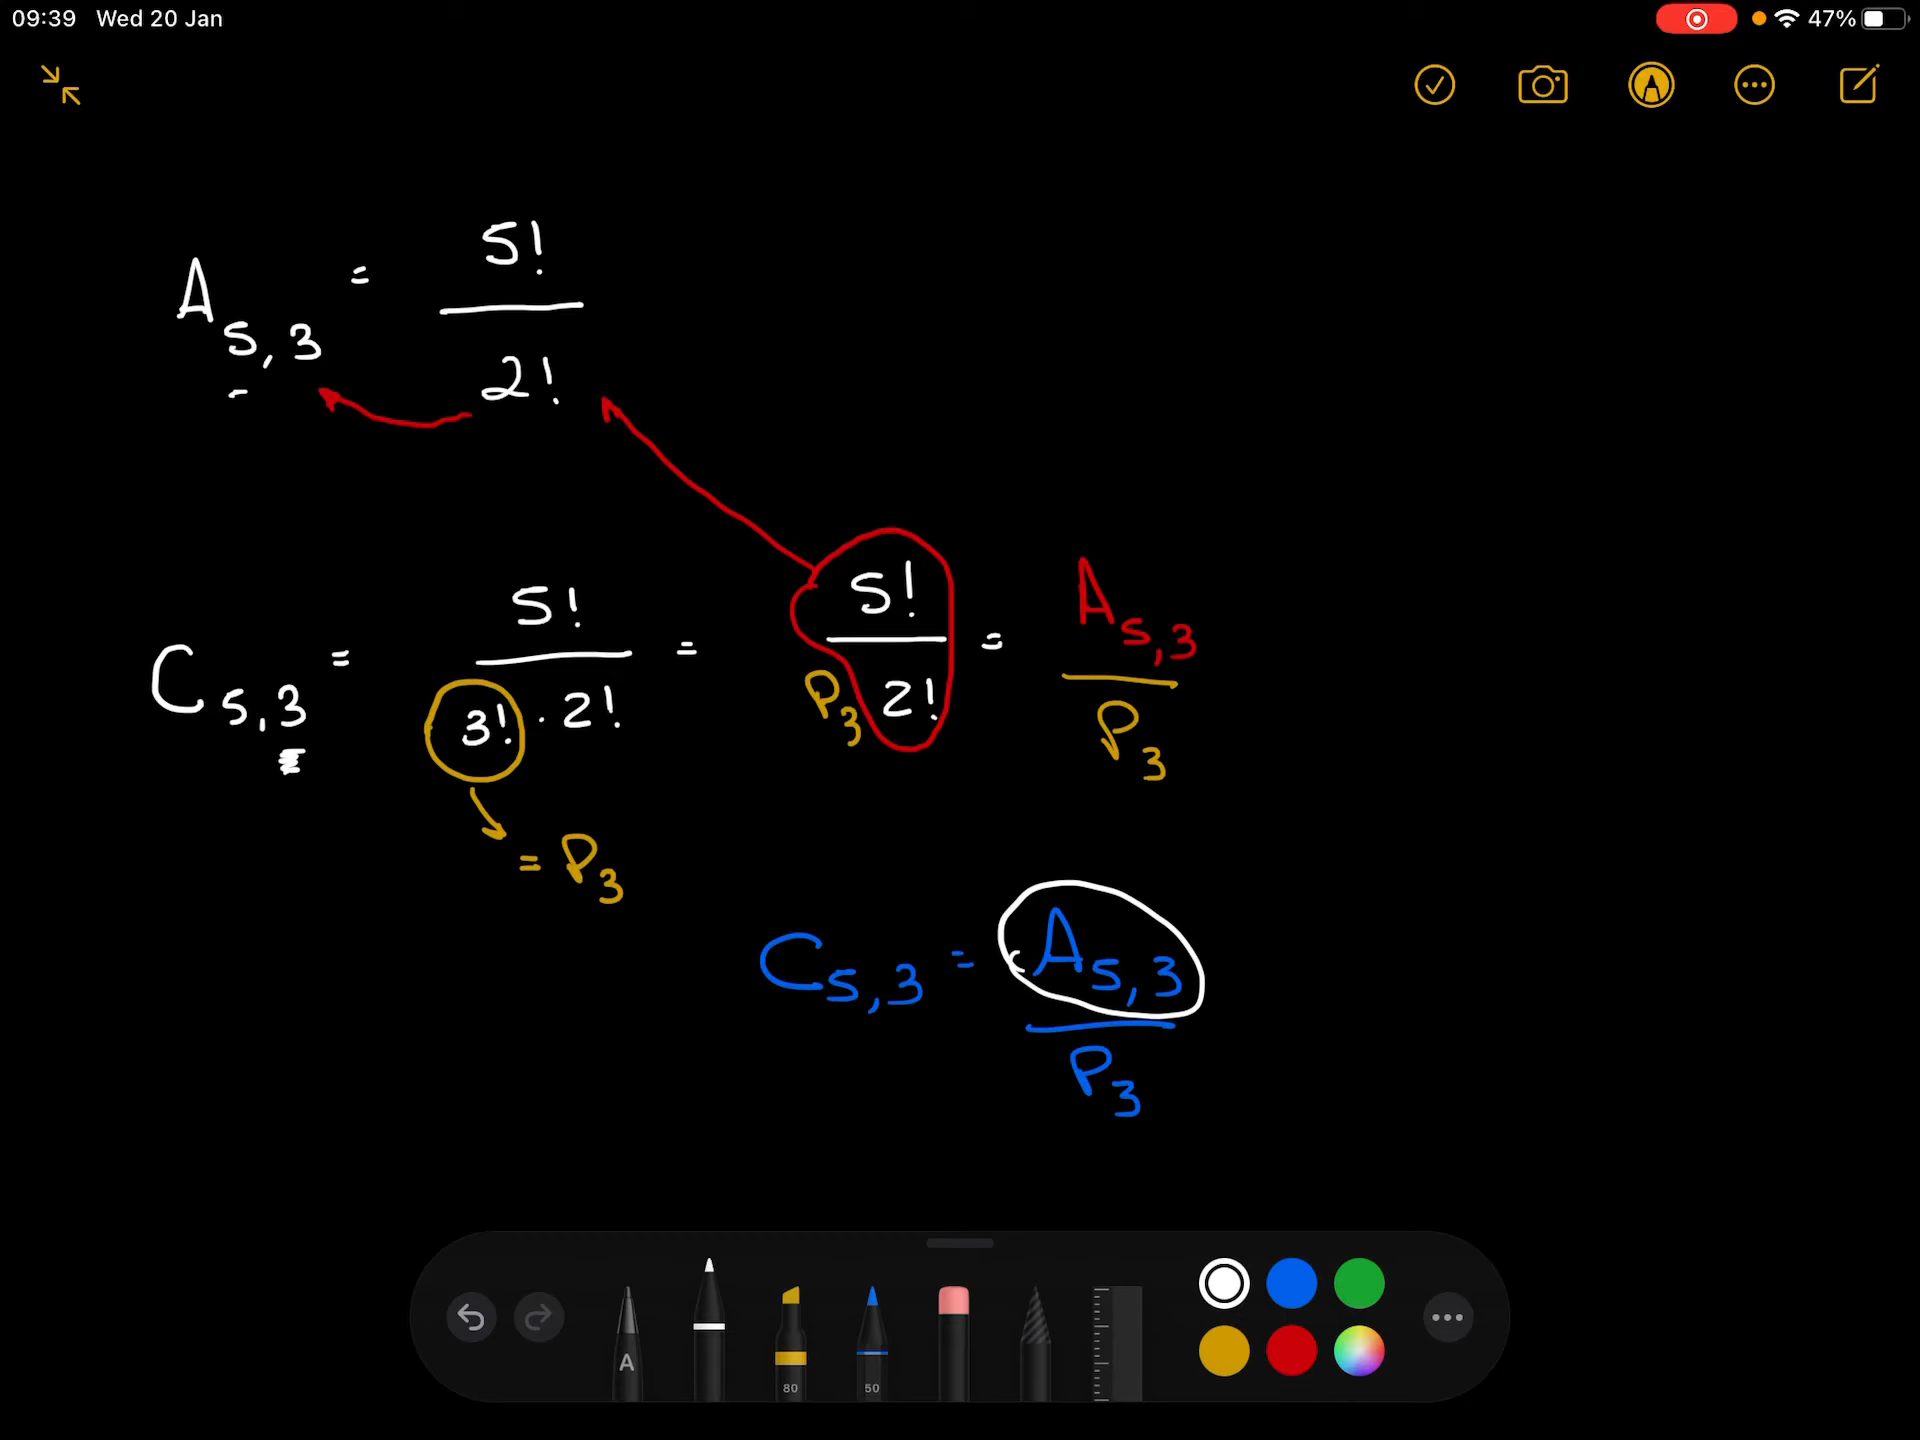 09:39 Wed 20 Jan
47%
A5,3 = 5!
2!
C5,3 = 5! = 5! = A5,3
3! · 2! P3 2! P3
= P3
C5,3 = A5,3
P3
A 80 50